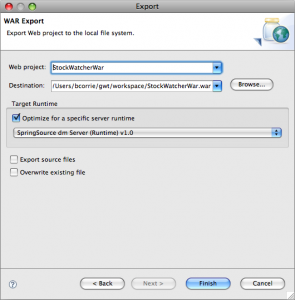 Export
WAR Export
Export Web project to the local file system.
Web project: StockWatcherWar
Destination: /Users/bcorrie/gwt/workspace/StockWatcherWar.war Browse...
Target Runtime
Optimize for a specific server runtime
SpringSource dm Server (Runtime) v1.0
Export source files
Overwrite existing file
? < Back Next > Finish Cancel